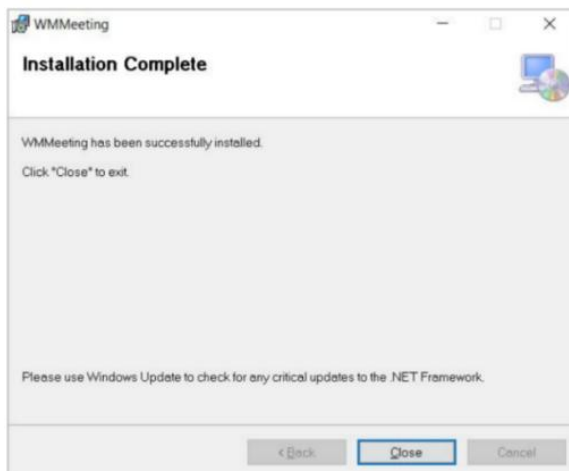 WMMeeting
Installation Complete
WMMeeting has been successfully installed.
Click "Close" to exit.
Please use Windows Update to check for any critical updates to the .NET Framework.
< Back
Close
Cancel